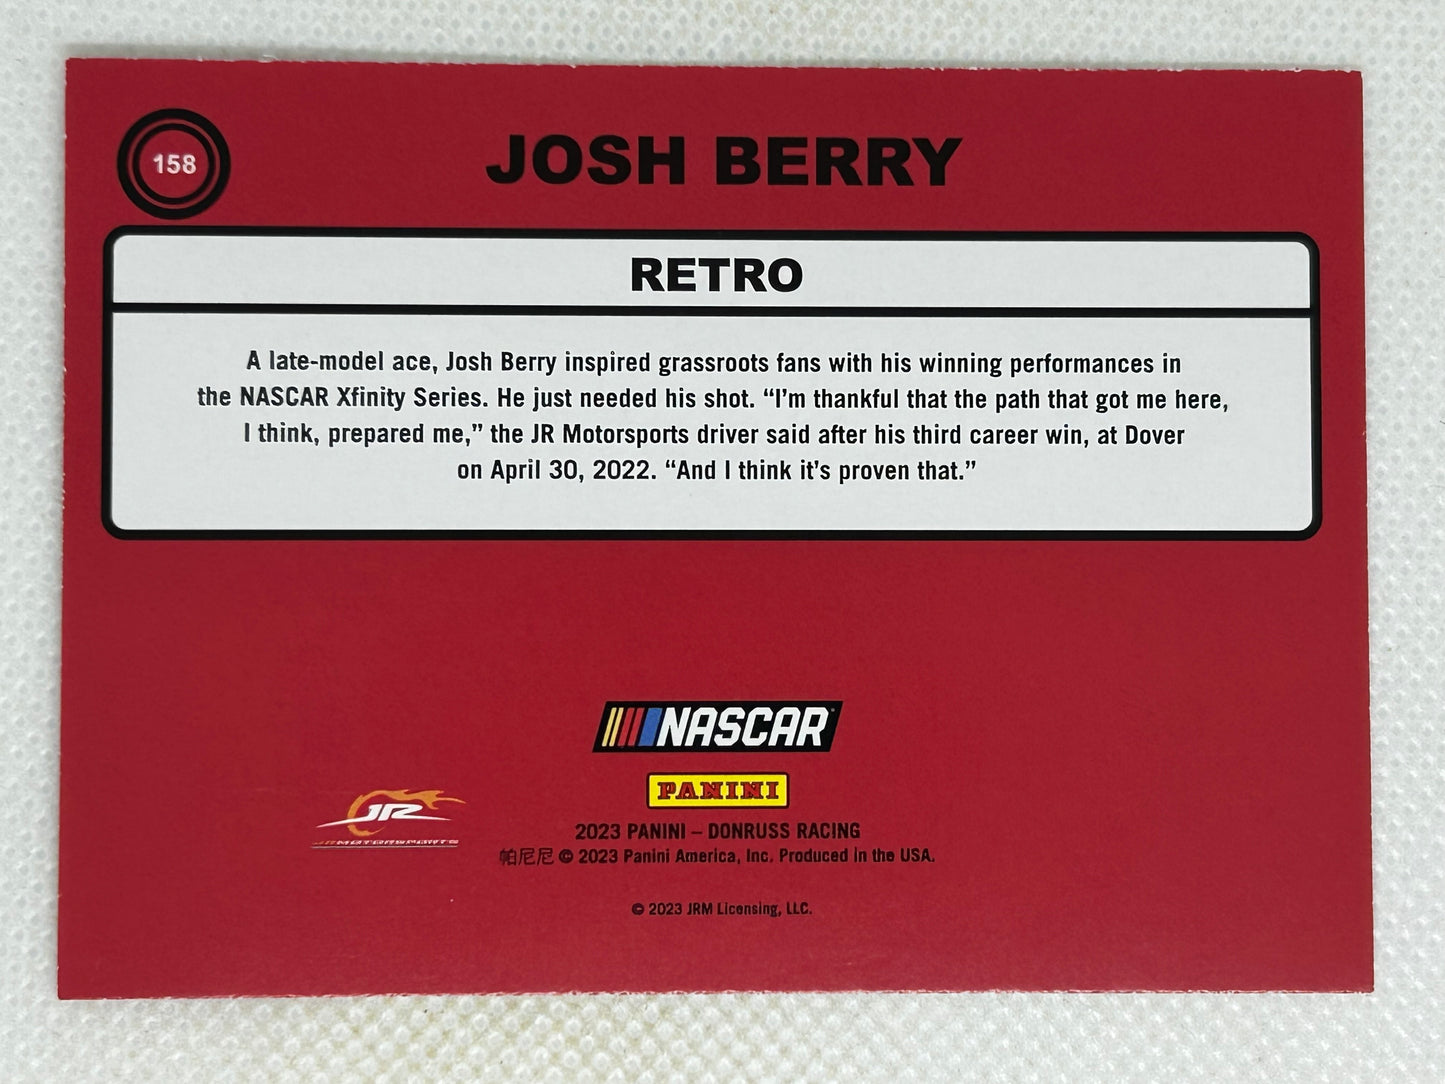 158
JOSH BERRY
RETRO
A late-model ace, Josh Berry inspired grassroots fans with his winning performances in
the NASCAR Xfinity Series. He just needed his shot. “I’m thankful that the path that got me here,
I think, prepared me,” the JR Motorsports driver said after his third career win, at Dover
on April 30, 2022. “And I think it’s proven that.”
NASCAR
PANINI
JR
JR MOTORSPORTS
2023 PANINI – DONRUSS RACING
帕尼尼 © 2023 Panini America, Inc. Produced in the USA.
© 2023 JRM Licensing, LLC.